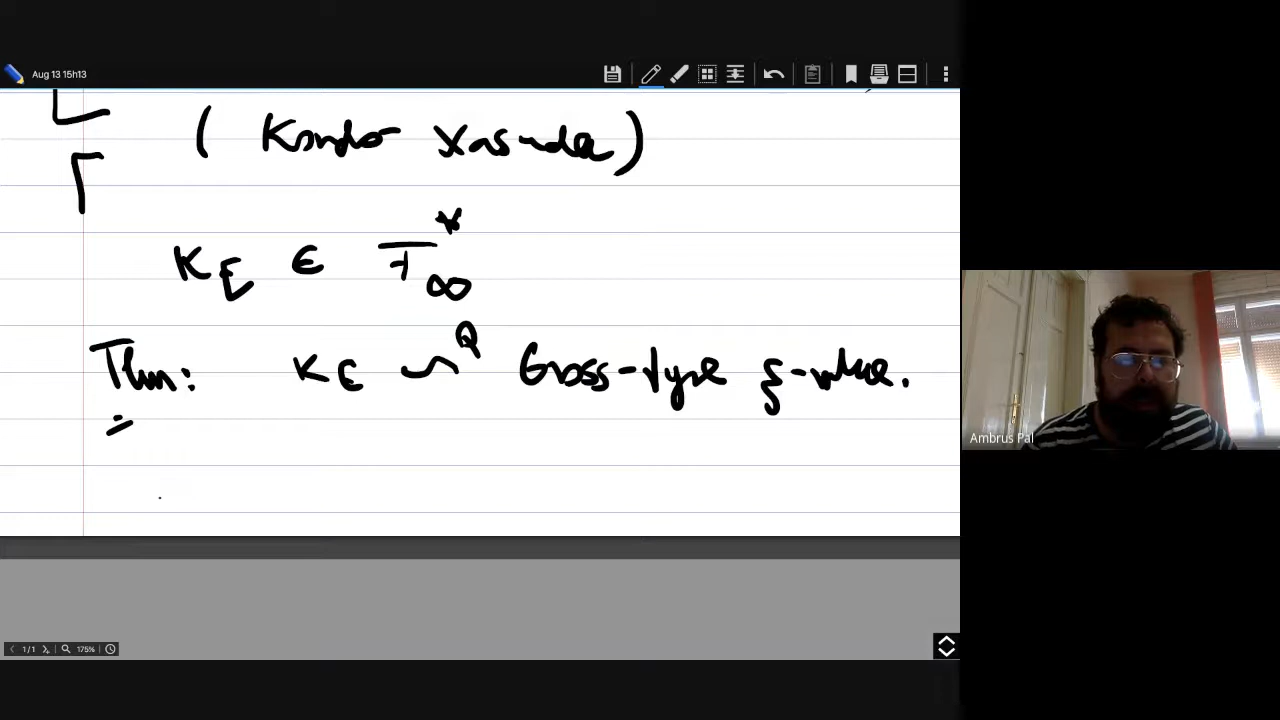 Aug 13 15h13
( Kondo Yasuda )
K_E ∈ F_∞^*
Thm: K_E ~^Q Gross-type ζ-value.
Ambrus Pal
1/1 175%